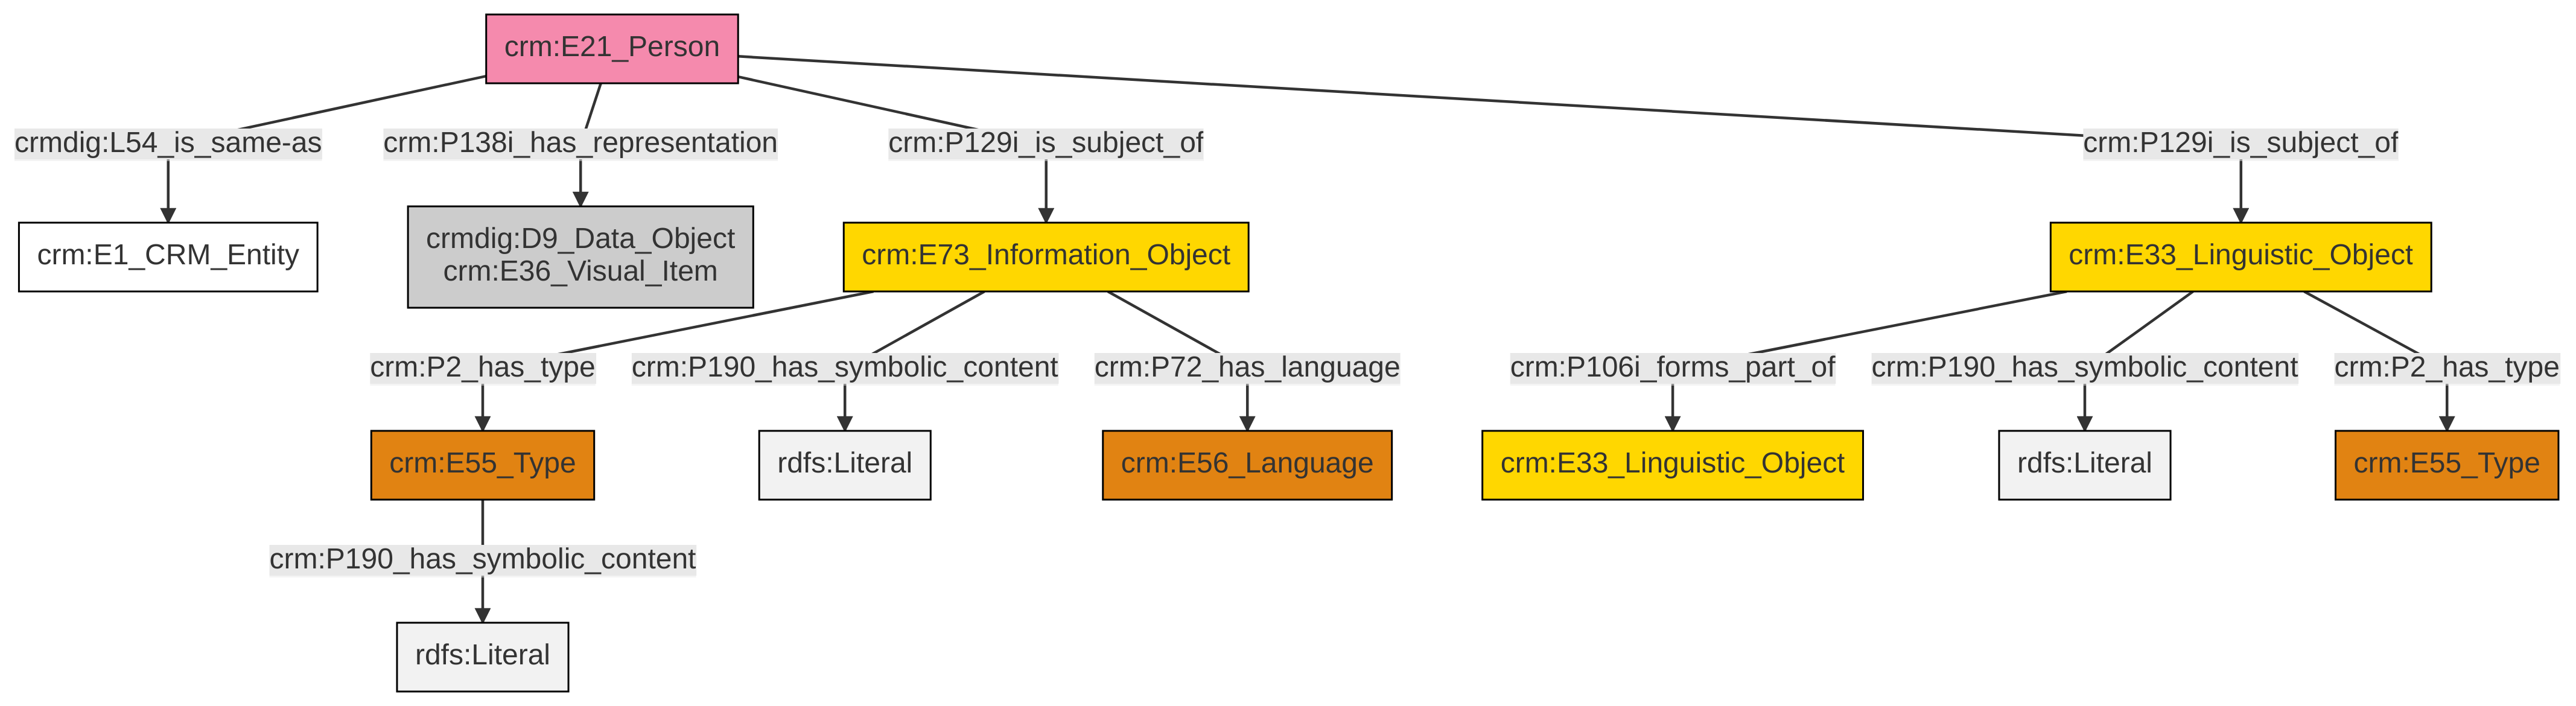 crm:E21_Person
crmdig:L54_is_same-as
crm:P138i_has_representation
crm:P129i_is_subject_of
crm:P129i_is_subject_of
crm:E1_CRM_Entity
crmdig:D9_Data_Object
crm:E36_Visual_Item
crm:E73_Information_Object
crm:E33_Linguistic_Object
crm:P2_has_type
crm:P190_has_symbolic_content
crm:P72_has_language
crm:P106i_forms_part_of
crm:P190_has_symbolic_content
crm:P2_has_type
crm:E55_Type
rdfs:Literal
crm:E56_Language
crm:E33_Linguistic_Object
rdfs:Literal
crm:E55_Type
crm:P190_has_symbolic_content
rdfs:Literal